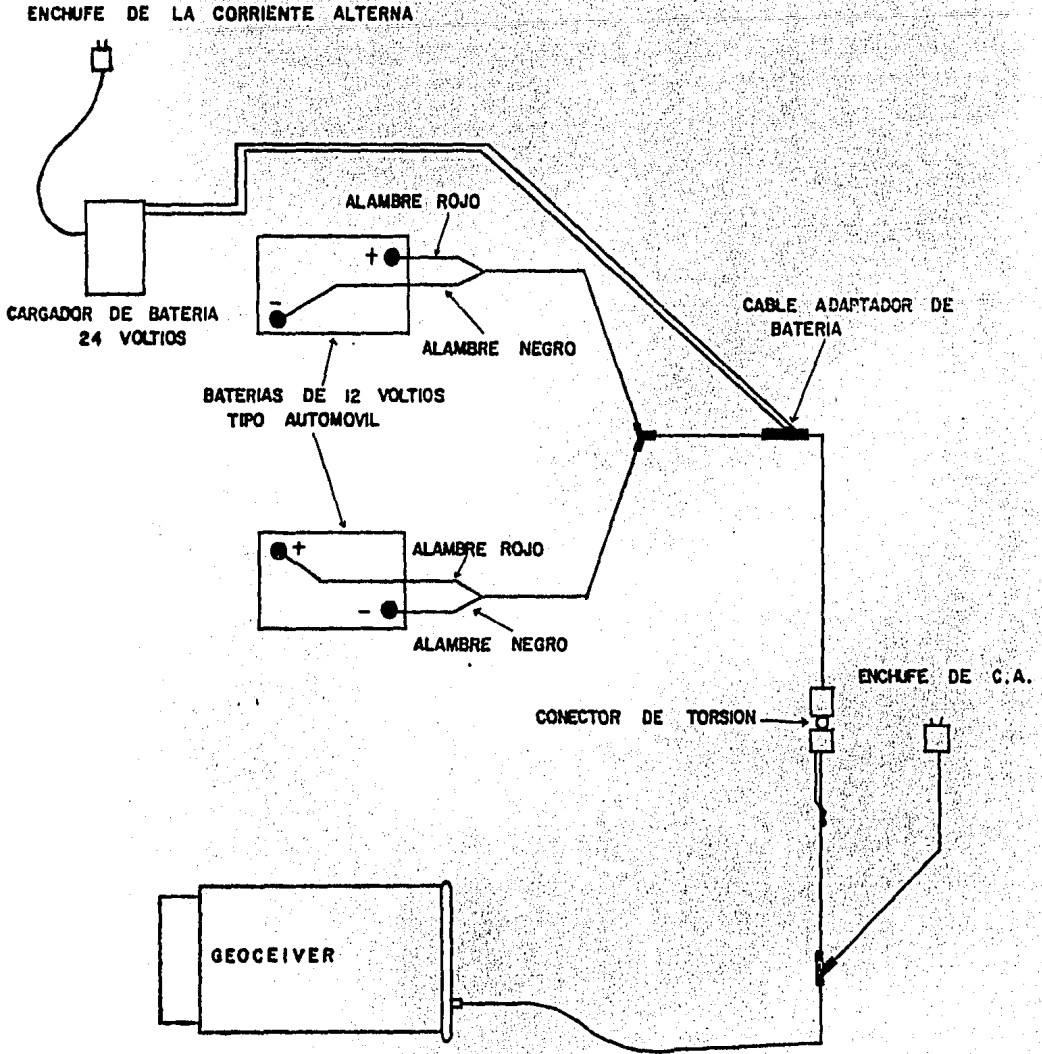 ENCHUFE DE LA CORRIENTE ALTERNA
ALAMBRE ROJO
+
-
CARGADOR DE BATERIA
24 VOLTIOS
CABLE ADAPTADOR DE
BATERIA
ALAMBRE NEGRO
BATERIAS DE 12 VOLTIOS
TIPO AUTOMOVIL
+
ALAMBRE ROJO
-
ALAMBRE NEGRO
ENCHUFE DE C.A.
CONECTOR DE TORSION
GEOCEIVER